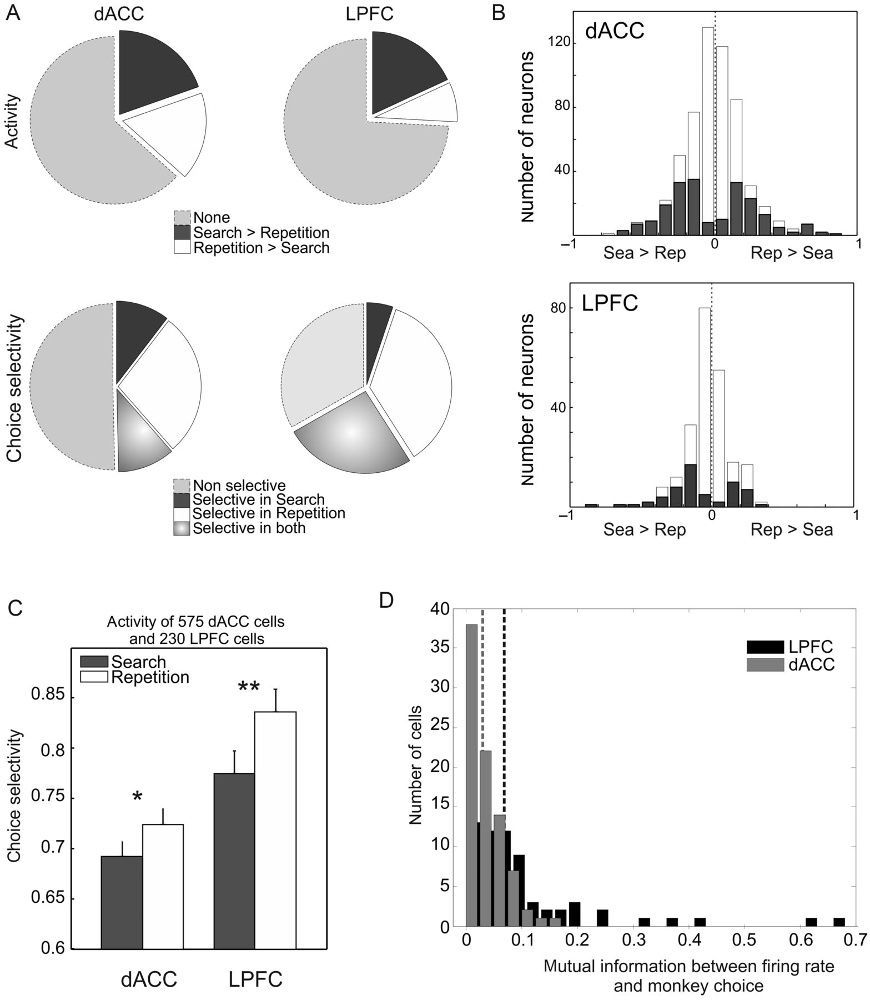 A
dACC
LPFC
Activity
None
Search > Repetition
Repetition > Search
Choice selectivity
Non selective
Selective in Search
Selective in Repetition
Selective in both
B
dACC
Number of neurons
120
80
40
–1
0
1
Sea > Rep
Rep > Sea
LPFC
Number of neurons
80
40
–1
0
1
Sea > Rep
Rep > Sea
C
Activity of 575 dACC cells
and 230 LPFC cells
Search
Repetition
Choice selectivity
0.85
0.8
0.75
0.7
0.65
0.6
*
**
dACC
LPFC
D
LPFC
dACC
Number of cells
40
35
30
25
20
15
10
5
0
0
0.1
0.2
0.3
0.4
0.5
0.6
0.7
Mutual information between firing rate
and monkey choice